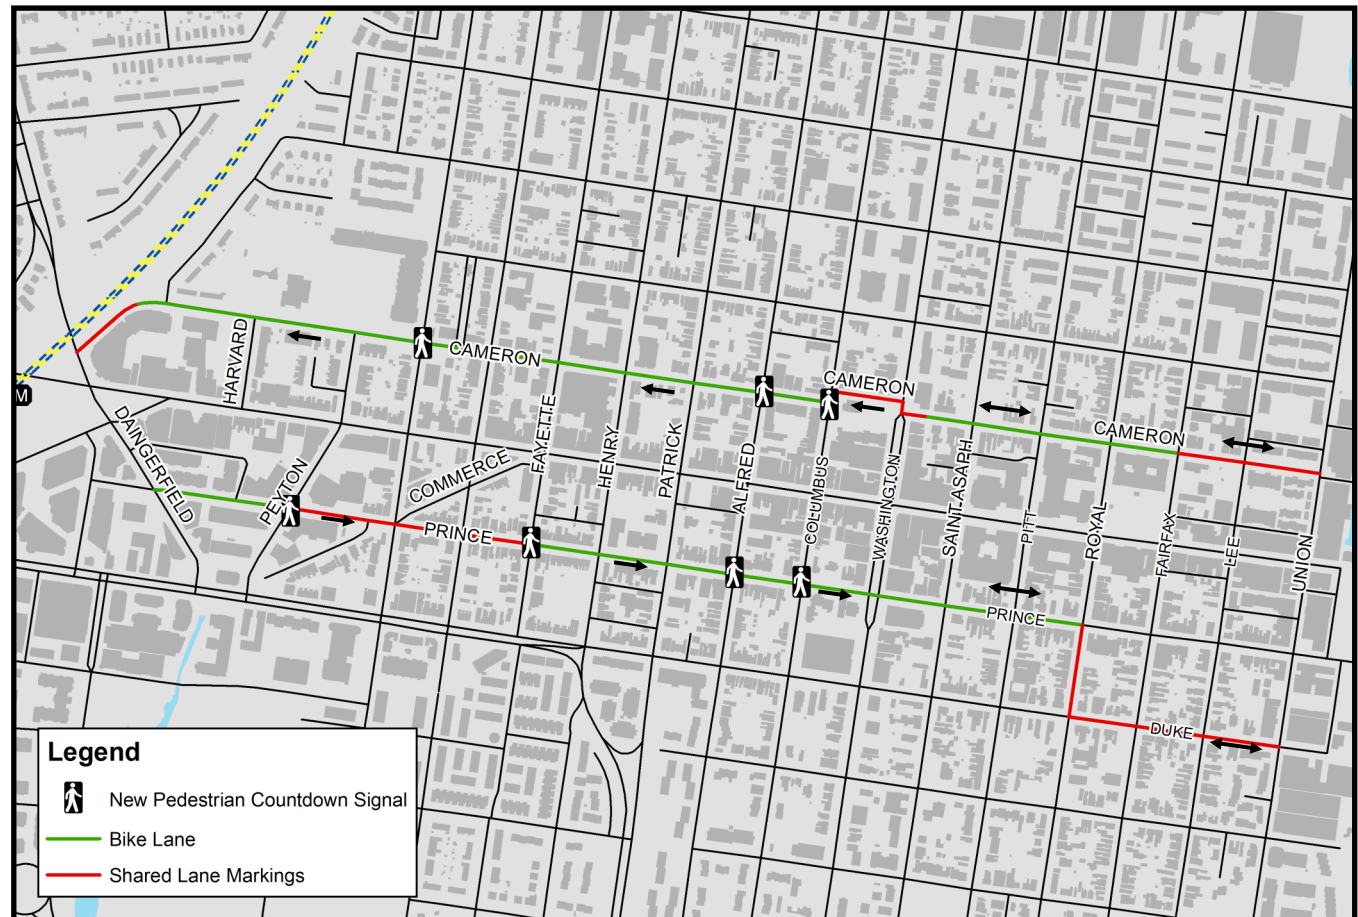 CAMERON
CAMERON
CAMERON
HARVARD
DAINGERFIELD
PEYTON
COMMERCE
FAYETTE
HENRY
PATRICK
ALFRED
COLUMBUS
WASHINGTON
SAINT ASAPH
PITT
ROYAL
FAIRFAX
LEE
UNION
M
PRINCE
PRINCE
DUKE
Legend
New Pedestrian Countdown Signal
Bike Lane
Shared Lane Markings